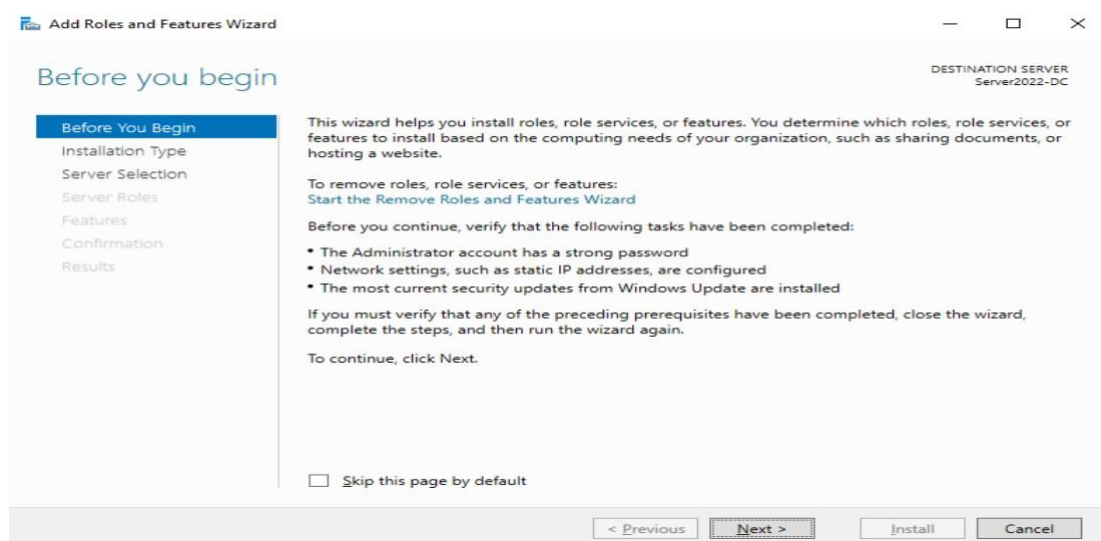 Add Roles and Features Wizard
Before you begin
DESTINATION SERVER
Server2022-DC
Before You Begin
Installation Type
Server Selection
Server Roles
Features
Confirmation
Results
This wizard helps you install roles, role services, or features. You determine which roles, role services, or
features to install based on the computing needs of your organization, such as sharing documents, or
hosting a website.
To remove roles, role services, or features:
Start the Remove Roles and Features Wizard
Before you continue, verify that the following tasks have been completed:
• The Administrator account has a strong password
• Network settings, such as static IP addresses, are configured
• The most current security updates from Windows Update are installed
If you must verify that any of the preceding prerequisites have been completed, close the wizard,
complete the steps, and then run the wizard again.
To continue, click Next.
Skip this page by default
< Previous Next > Install Cancel